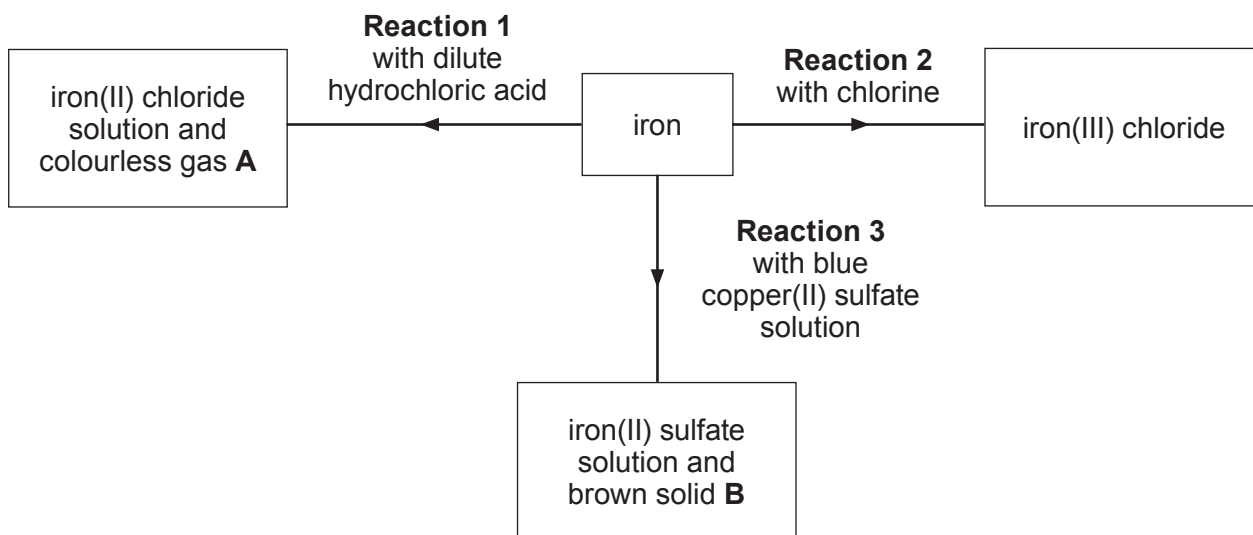 Reaction 1
with dilute
hydrochloric acid
iron(II) chloride
solution and
colourless gas A
iron
Reaction 2
with chlorine
iron(III) chloride
Reaction 3
with blue
copper(II) sulfate
solution
iron(II) sulfate
solution and
brown solid B